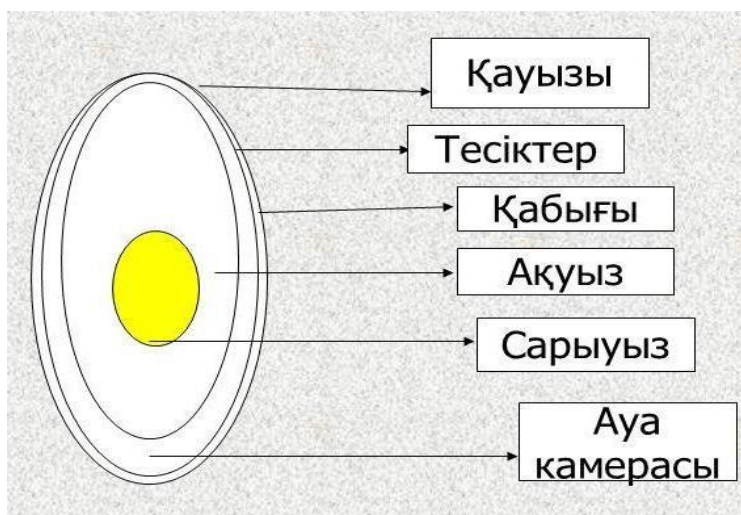 Қауызы
Тесіктер
Қабығы
Ақуыз
Сарыуыз
Ауа
камерасы